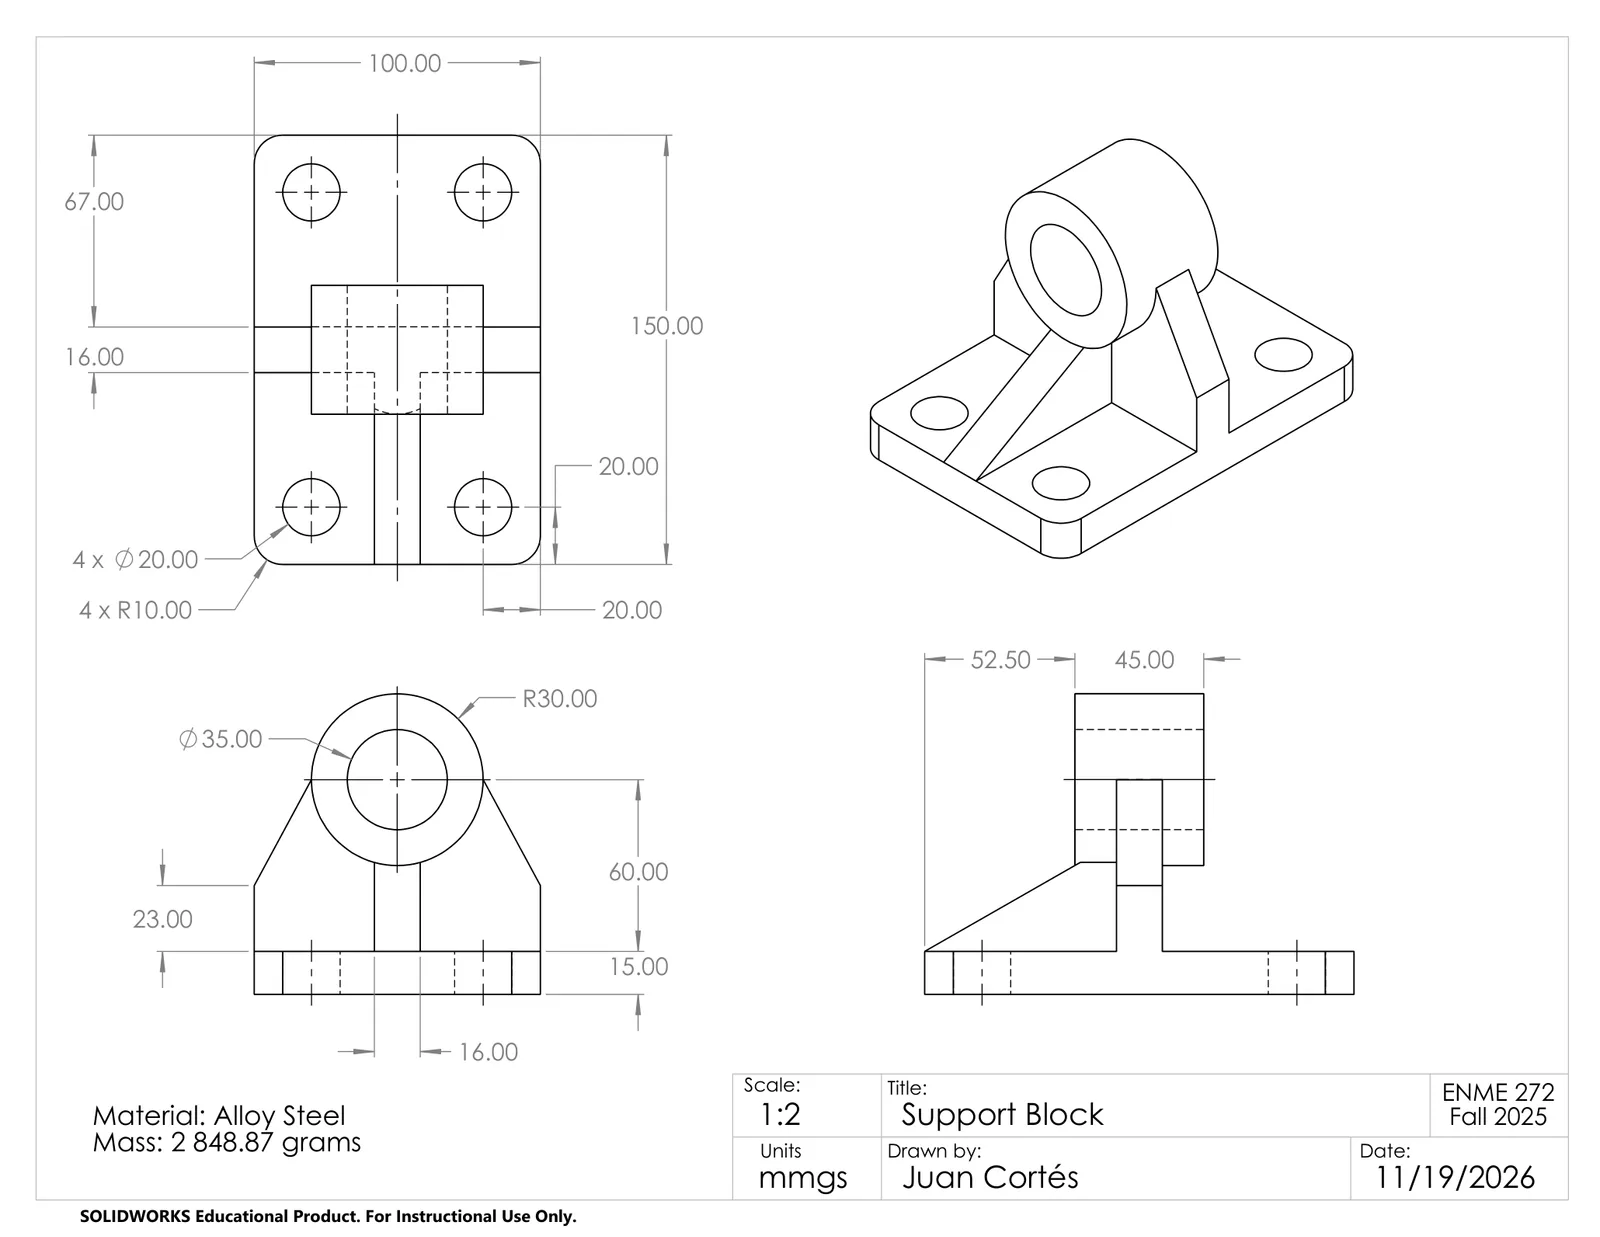 100.00
67.00
150.00
16.00
20.00
4 x ∅20.00
4 x R10.00
20.00
52.50
45.00
R30.00
∅35.00
60.00
23.00
15.00
16.00
Material: Alloy Steel
Mass: 2 848.87 grams
Scale:
1:2
Title:
Support Block
ENME 272
Fall 2025
Units
mmgs
Drawn by:
Juan Cortés
Date:
11/19/2026
SOLIDWORKS Educational Product. For Instructional Use Only.